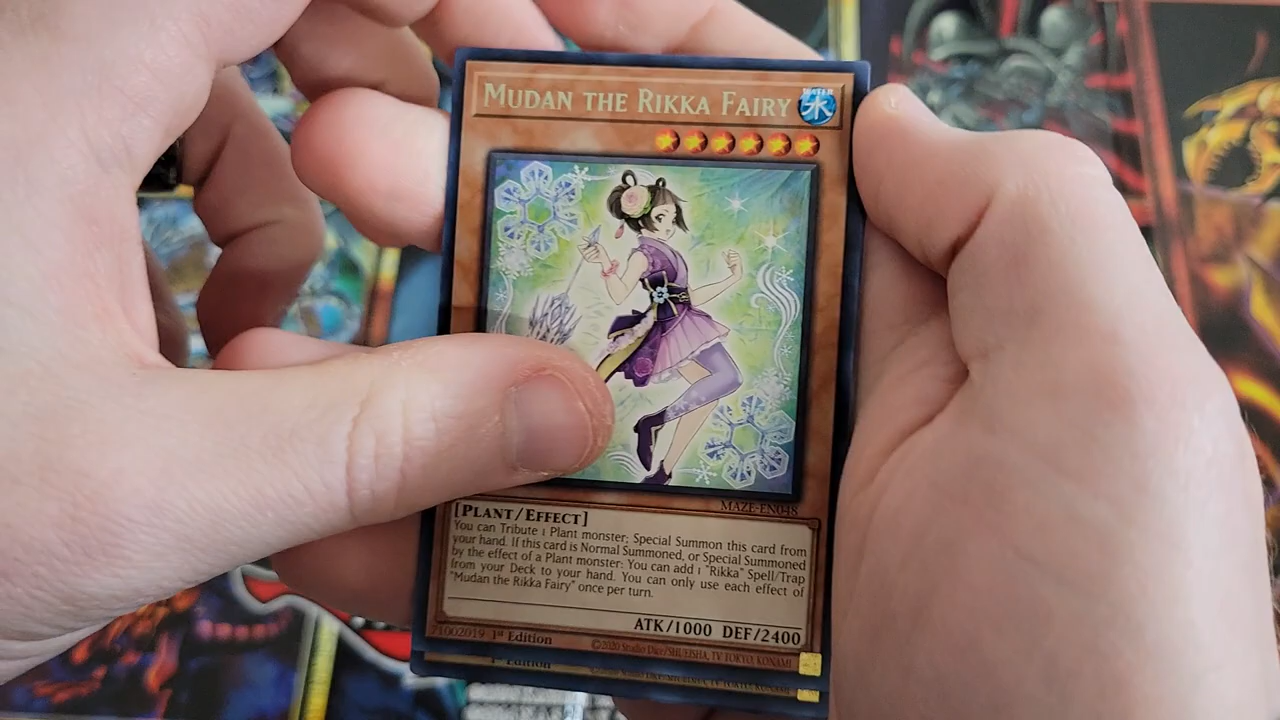 MUDAN THE RIKKA FAIRY
WATER
水
MAZE-EN048
[PLANT/EFFECT]
You can Tribute 1 Plant monster; Special Summon this card from
your hand. If this card is Normal Summoned, or Special Summoned
by the effect of a Plant monster: You can add 1 "Rikka" Spell/Trap
from your Deck to your hand. You can only use each effect of
"Mudan the Rikka Fairy" once per turn.
ATK/1000 DEF/2400
71002019 1st Edition ©2020 Studio Dice/SHUEISHA, TV TOKYO, KONAMI
1st Edition